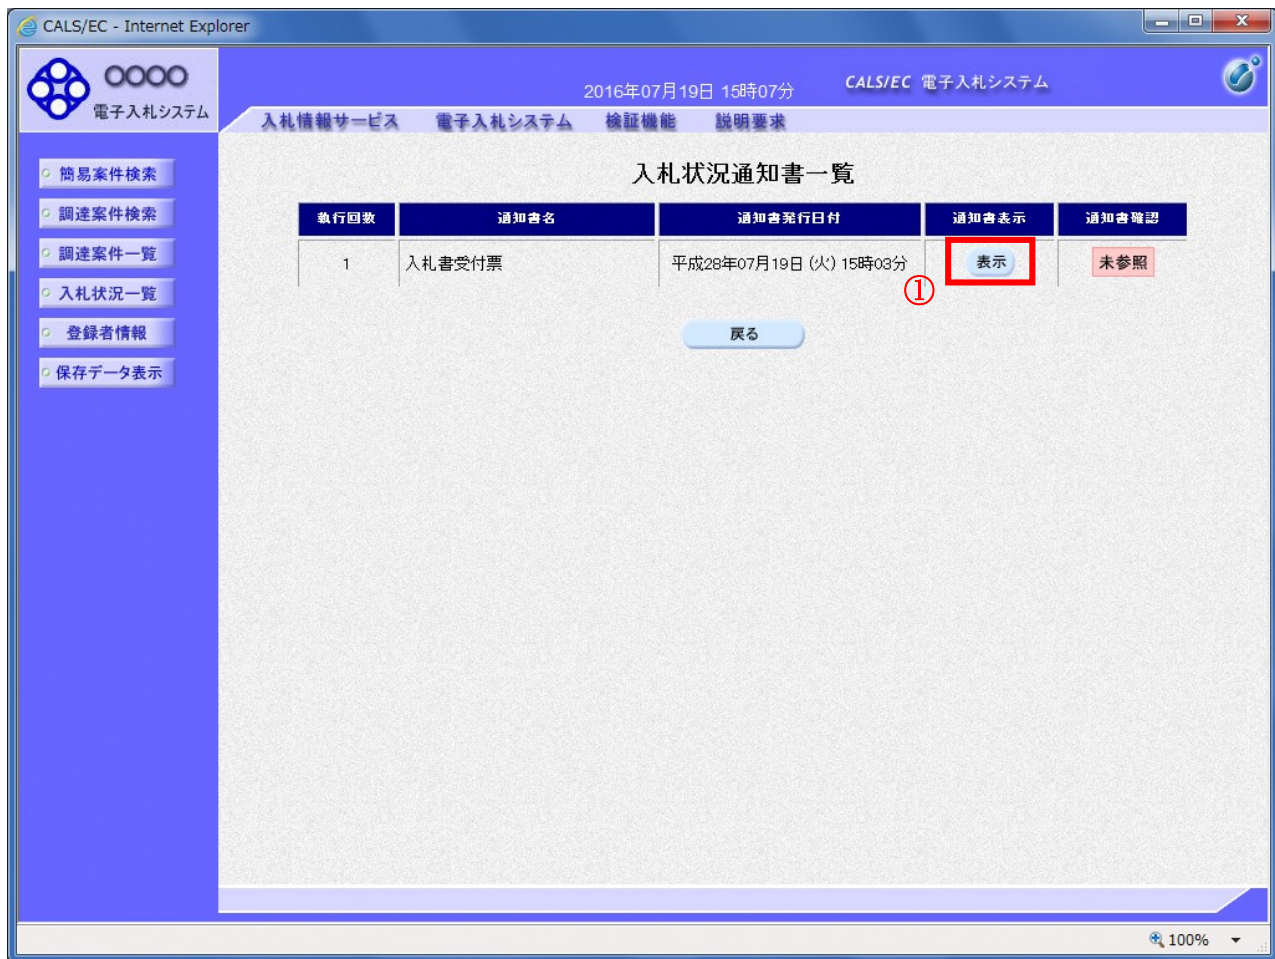 CALS/EC - Internet Explorer
〇〇〇〇
電子入札システム
2016年07月19日 15時07分
CALS/EC 電子入札システム
入札情報サービス 電子入札システム 検証機能 説明要求
簡易案件検索
調達案件検索
調達案件一覧
入札状況一覧
登録者情報
保存データ表示
入札状況通知書一覧
執行回数 通知書名 通知書発行日付 通知書表示 通知書確認
1 入札書受付票 平成28年07月19日 (火) 15時03分 表示 未参照
①
戻る
100%